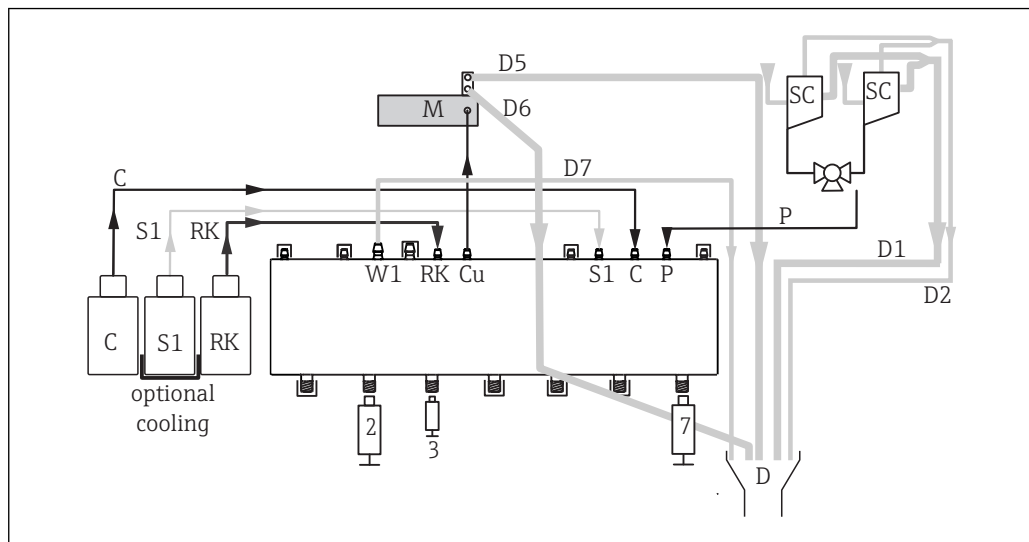 D5
SC
SC
M
D6
C
D7
S1
RK
P
W1
RK
Cu
S1
C
P
D1
D2
C
S1
RK
optional
cooling
2
3
7
D